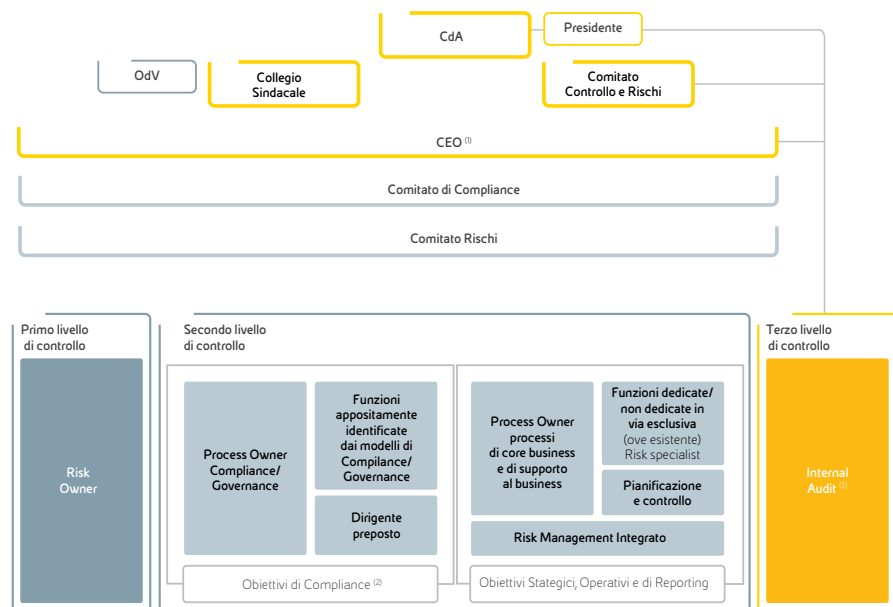 CdA
Presidente
OdV
Collegio
Sindacale
Comitato
Controllo e Rischi
CEO (1)
Comitato di Compliance
Comitato Rischi
Primo livello
di controllo
Risk
Owner
Secondo livello
di controllo
Process Owner
Compliance/
Governance
Funzioni
appositamente
identificate
dai modelli di
Compilance/
Governance
Dirigente
preposto
Obiettivi di Compliance (2)
Process Owner
processi
di core business
e di supporto
al business
Funzioni dedicate/
non dedicate in
via esclusiva
(ove esistente)
Risk specialist
Pianificazione
e controllo
Risk Management Integrato
Obiettivi Stategici, Operativi e di Reporting
Terzo livello
di controllo
Internal
Audit (3)